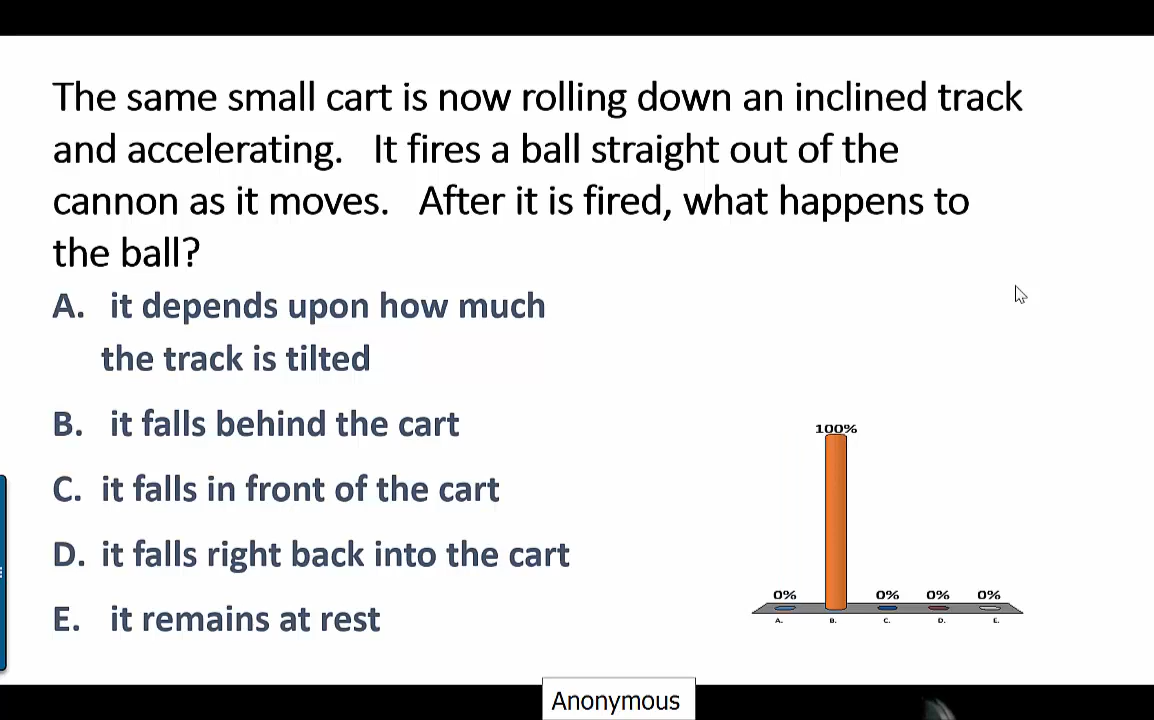 The same small cart is now rolling down an inclined track
and accelerating. It fires a ball straight out of the
cannon as it moves. After it is fired, what happens to
the ball?
A. it depends upon how much
the track is tilted
B. it falls behind the cart
C. it falls in front of the cart
D. it falls right back into the cart
E. it remains at rest
100%
0% 0% 0% 0%
A. B. C. D. E.
Anonymous